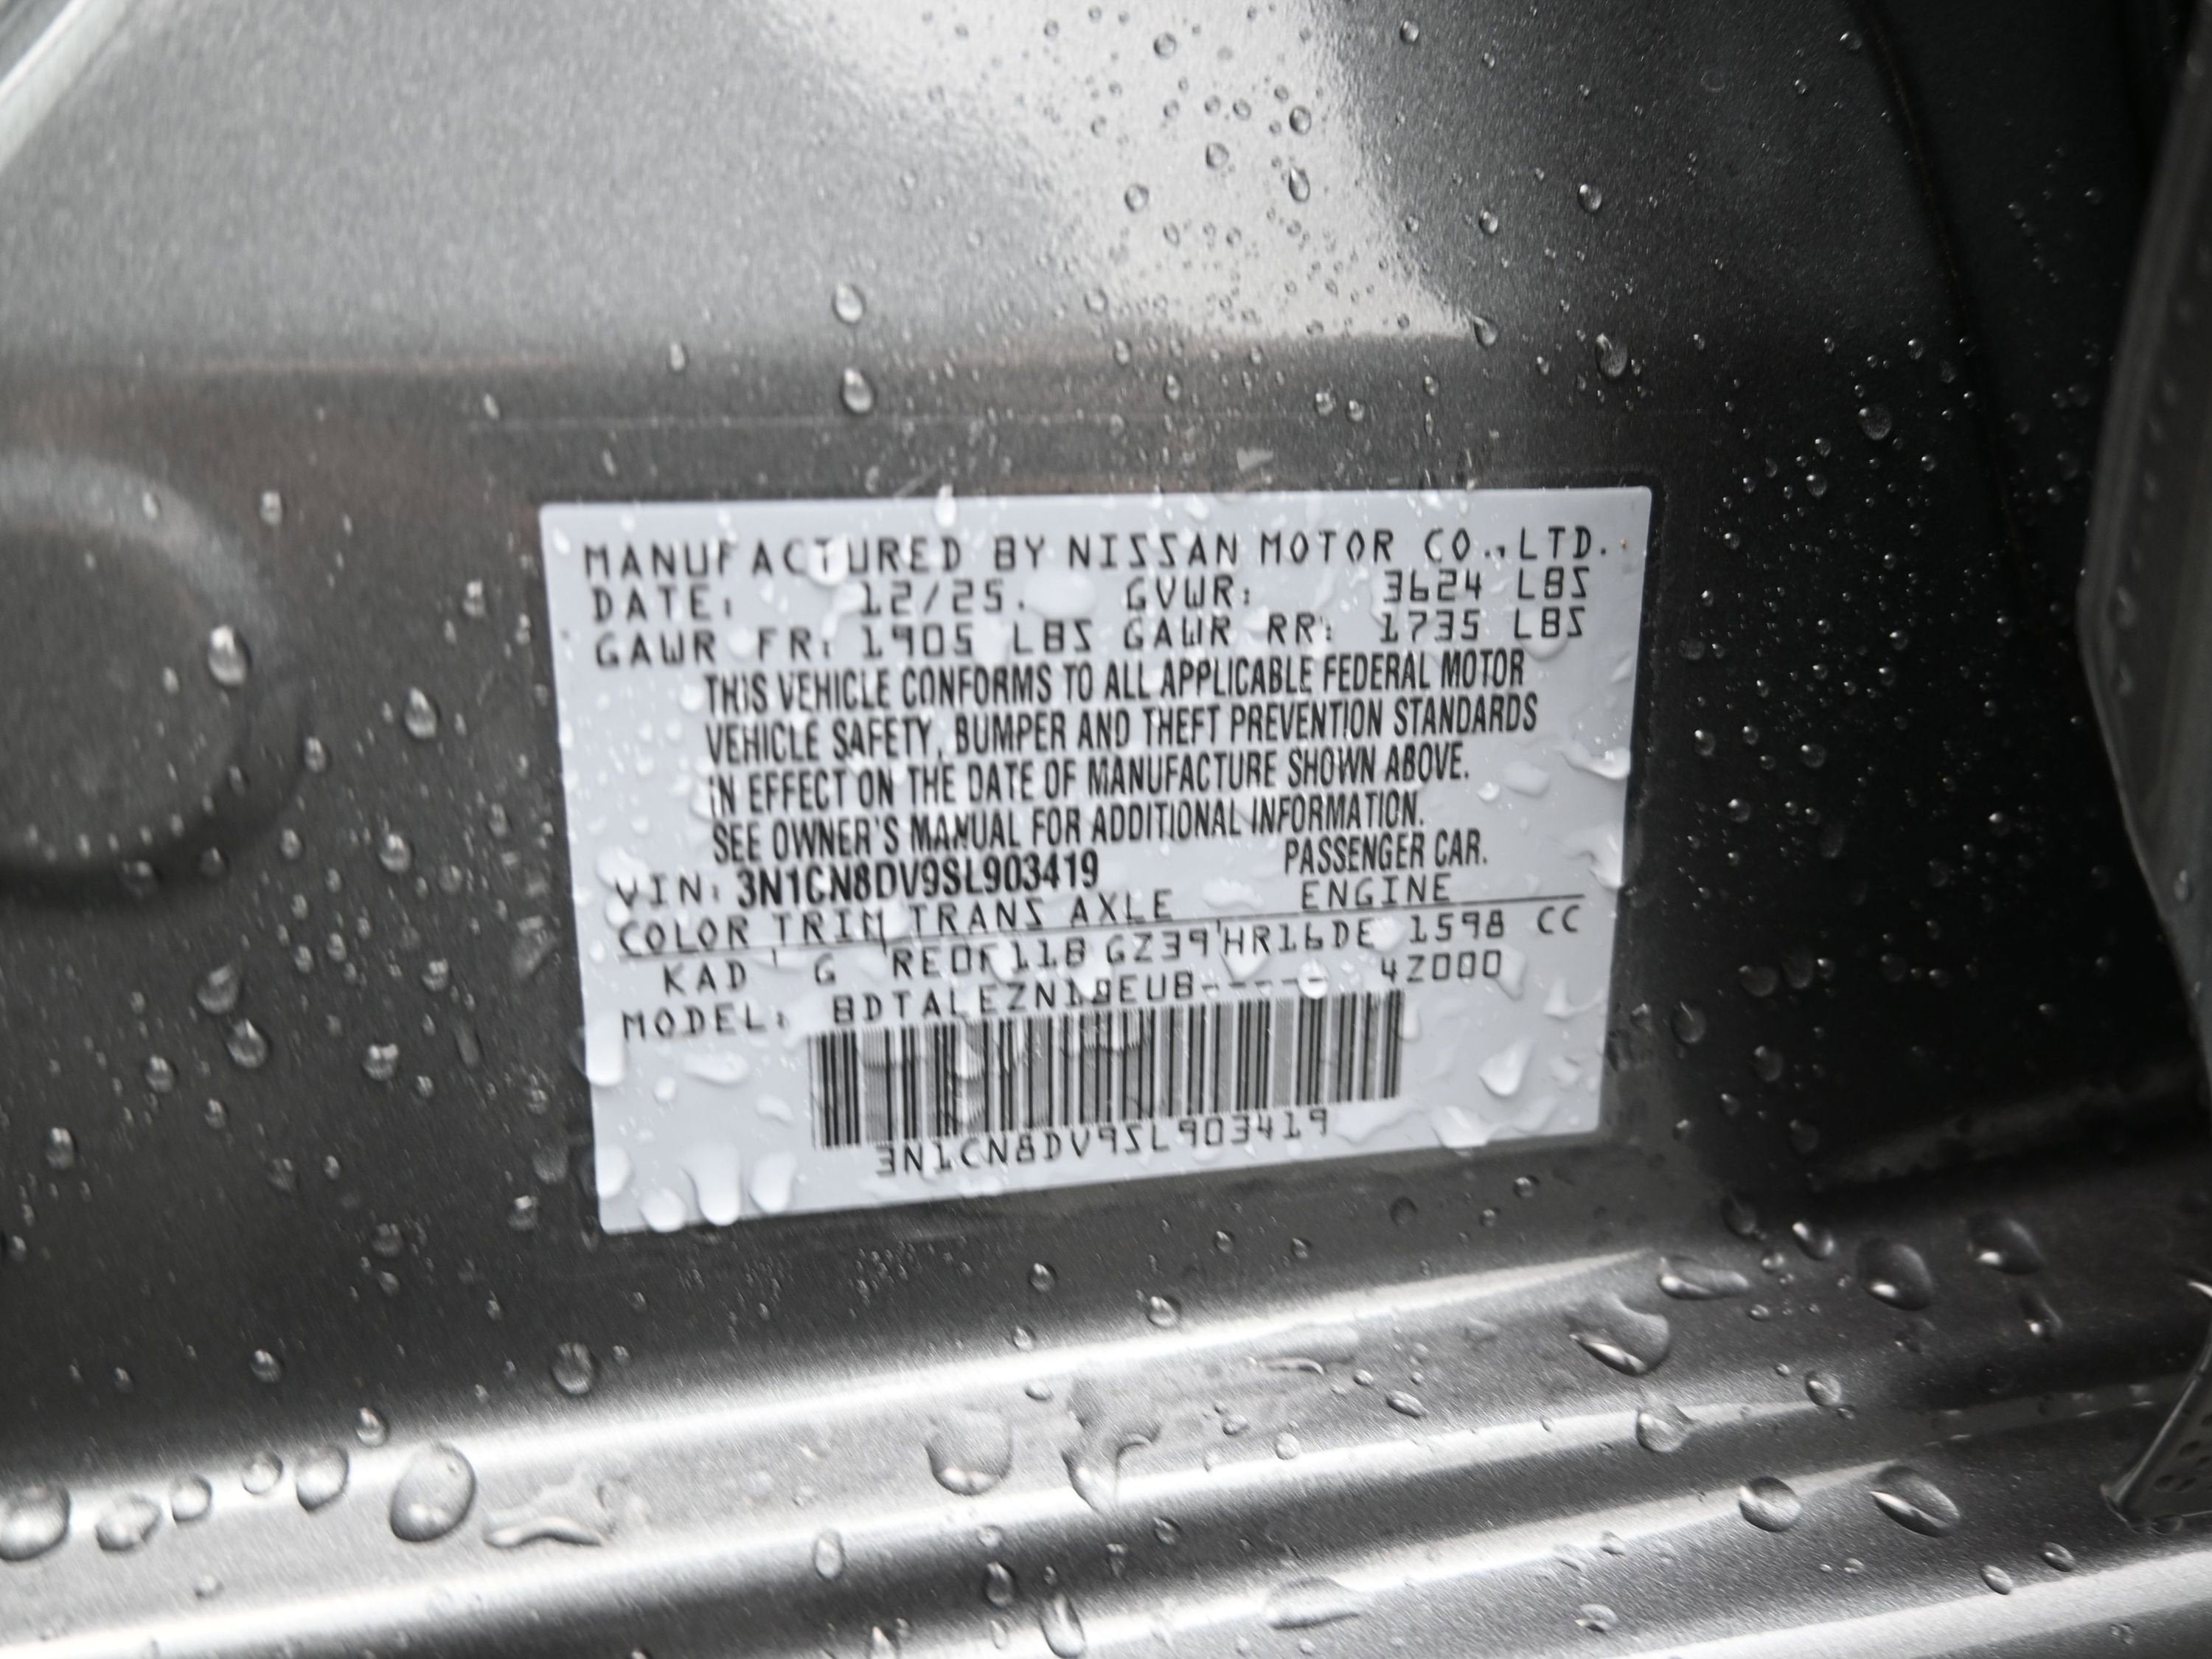 MANUFACTURED BY NISSAN MOTOR CO., LTD.
DATE: 12/25. GVWR: 3624 LBS
GAWR FR: 1905 LBS GAWR RR: 1735 LBS
THIS VEHICLE CONFORMS TO ALL APPLICABLE FEDERAL MOTOR
VEHICLE SAFETY, BUMPER AND THEFT PREVENTION STANDARDS
IN EFFECT ON THE DATE OF MANUFACTURE SHOWN ABOVE.
SEE OWNER'S MANUAL FOR ADDITIONAL INFORMATION.
VIN: 3N1CN8DV9SL903419 PASSENGER CAR.
COLOR TRIM TRANS AXLE ENGINE
KAD G RE0F11B GZ39 HR16DE 1598 CC
MODEL: BDTALEZN18EUB----- 4Z000
3N1CN8DV9SL903419